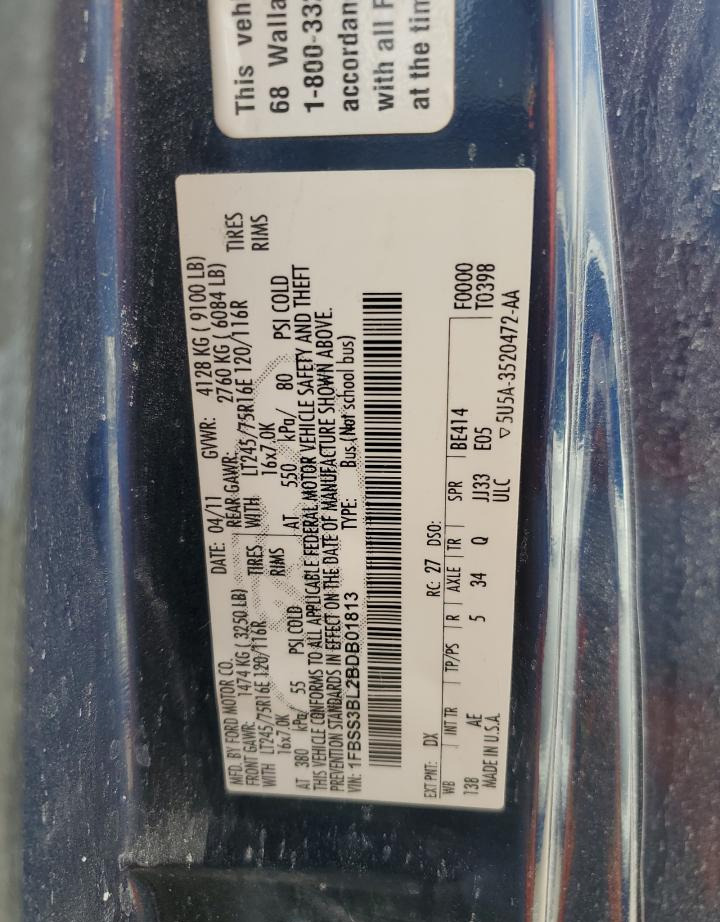 This veh
68 Walla
1-800-33
accordan
with all F
at the tim
MFD. BY FORD MOTOR CO. DATE: 04/11 GVWR: 4128 KG ( 9100 LB)
FRONT GAWR: 1474 KG ( 3250 LB) REAR GAWR: 2760 KG ( 6084 LB)
WITH LT245/75R16E 120/116R TIRES WITH LT245/75R16E 120/116R TIRES
16x7.0K RIMS 16x7.0K RIMS
AT 380 kPa/ 55 PSI COLD AT 550 kPa/ 80 PSI COLD
THIS VEHICLE CONFORMS TO ALL APPLICABLE FEDERAL MOTOR VEHICLE SAFETY AND THEFT
PREVENTION STANDARDS IN EFFECT ON THE DATE OF MANUFACTURE SHOWN ABOVE.
VIN: 1FBSS3BL2BDB01813 TYPE: Bus (Not school bus)
EXT PNT: DX RC: 27 DSO:
WB INT TR TP/PS R AXLE TR SPR BE414 F0000
138 AE 5 34 Q JJ33 E05 T0398
MADE IN U.S.A. ULC ▽5U5A-3520472-AA